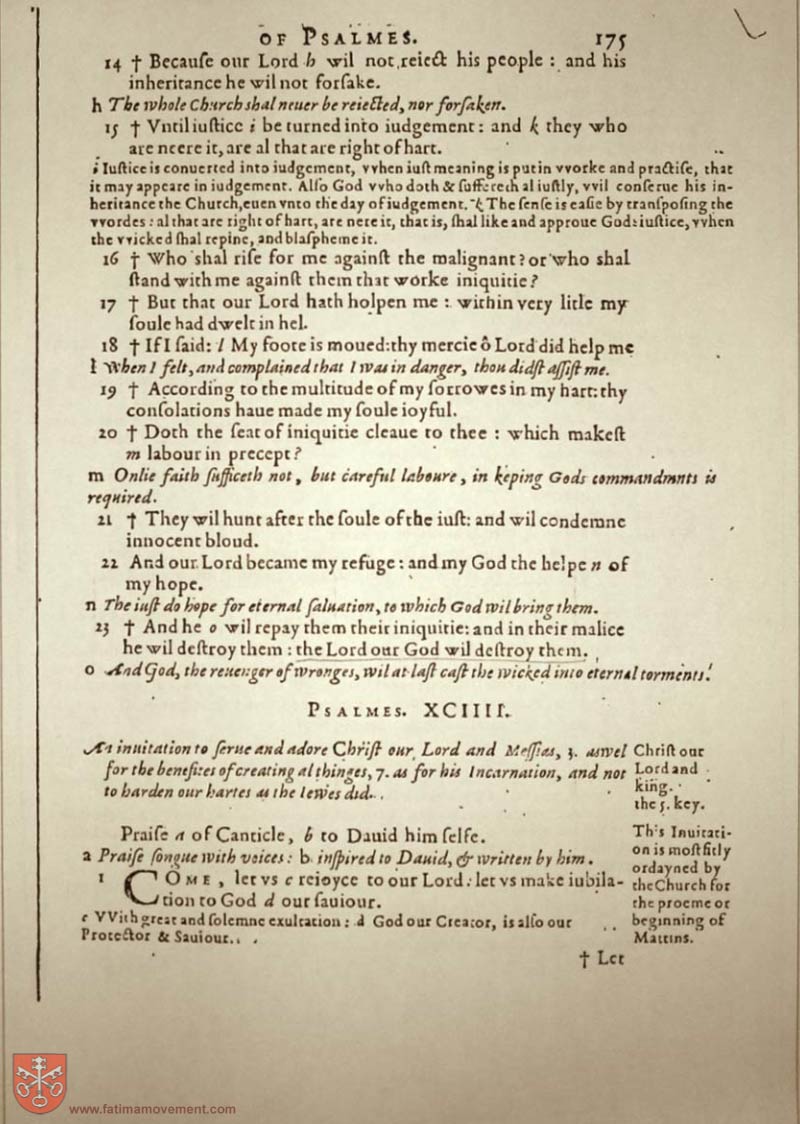 OF PSALMES. 175
14 † Becauſe our Lord h wil not reiect his people : and his
inheritance he wil not forſake.
h The whole Church shal neuer be reiected, nor forſaken.
15 † Vntil iuſtice i be turned into iudgement : and k they who
are neere it, are al that are right of hart.
i Iuſtice is conuerted into iudgement, vvhen iuſt meaning is put in vvorke and practiſe, that
it may appeare in iudgement. Alſo God vvho doth & ſuffereth al iuſtly, vvil conſerue his in-
heritance the Church, euen vnto the day of iudgement. k The ſenſe is eaſie by tranſpoſing the
vvordes : al that are right of hart, are nere it, that is, ſhal like and approue Gods iuſtice, vvhen
the vvicked ſhal repine, and blaſpheme it.
16 † Who shal riſe for me againſt the malignant? or who shal
ſtand with me againſt them that worke iniquitie?
17 † But that our Lord hath holpen me : within very litle my
ſoule had dwelt in hel.
18 † If I ſaid: l My foote is moued: thy mercie ô Lord did help me
l When I felt, and complained that I was in danger, thou didſt aſſiſt me.
19 † According to the multitude of my ſorrowes in my hart: thy
conſolations haue made my ſoule ioyful.
20 † Doth the ſeat of iniquitie cleaue to thee : which makeſt
m labour in precept?
m Onlie faith ſufficeth not, but careful laboure, in keping Gods commandmnts is
required.
21 † They wil hunt after the ſoule of the iuſt: and wil condemne
innocent bloud.
22 And our Lord became my refuge : and my God the helpe n of
my hope.
n The iuſt do hope for eternal ſaluation, to which God wil bring them.
23 † And he o wil repay them their iniquitie: and in their malice
he wil deſtroy them : the Lord our God wil deſtroy them.
o And God, the reuenger of wronges, wil at laſt caſt the wicked into eternal torments.
PSALMES. XCIIII.
An inuitation to ſerue and adore Chriſt our Lord and Meſſias, 3. aswel
for the benefites of creating al thinges, 7. as for his Incarnation, and not
to harden our hartes as the Iewes did.
Chriſt our
Lord and
king.
the 5. key.
Praiſe a of Canticle, b to Dauid him ſelfe.
a Praiſe ſongue with voices : b inſpired to Dauid, & written by him.
1 COME, let vs c reioyce to our Lord : let vs make iubila-
tion to God d our ſauiour.
c VVith great and ſolemne exultation : d God our Creator, is alſo our
Protector & Sauiour.
This Inuitati-
on is moſt fitly
ordayned by
the Church for
the proeme or
beginning of
Mattins.
† Let
www.fatimamovement.com